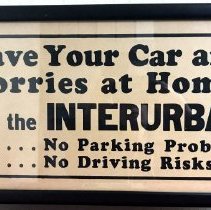 ave Your Car a
orries at Hom
the INTERURBA
.... No Parking Prob
.... No Driving Risks